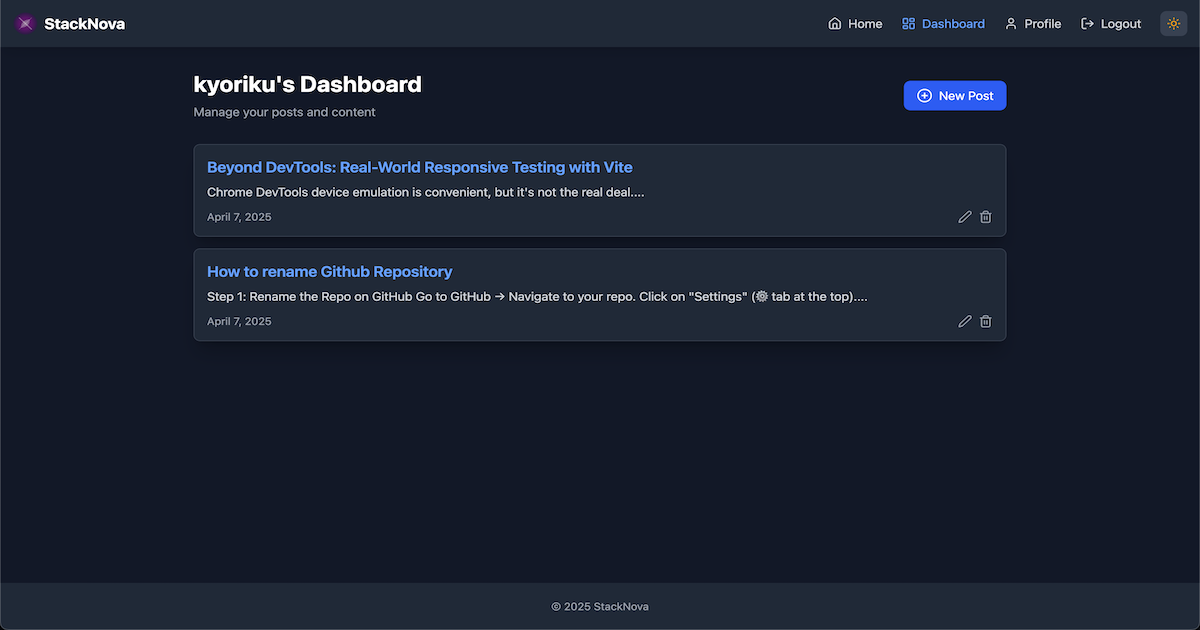 StackNova
Home Dashboard Profile Logout
kyoriku's Dashboard
Manage your posts and content
New Post
Beyond DevTools: Real-World Responsive Testing with Vite
Chrome DevTools device emulation is convenient, but it's not the real deal....
April 7, 2025
How to rename Github Repository
Step 1: Rename the Repo on GitHub Go to GitHub → Navigate to your repo. Click on "Settings" (⚙️ tab at the top)....
April 7, 2025
© 2025 StackNova